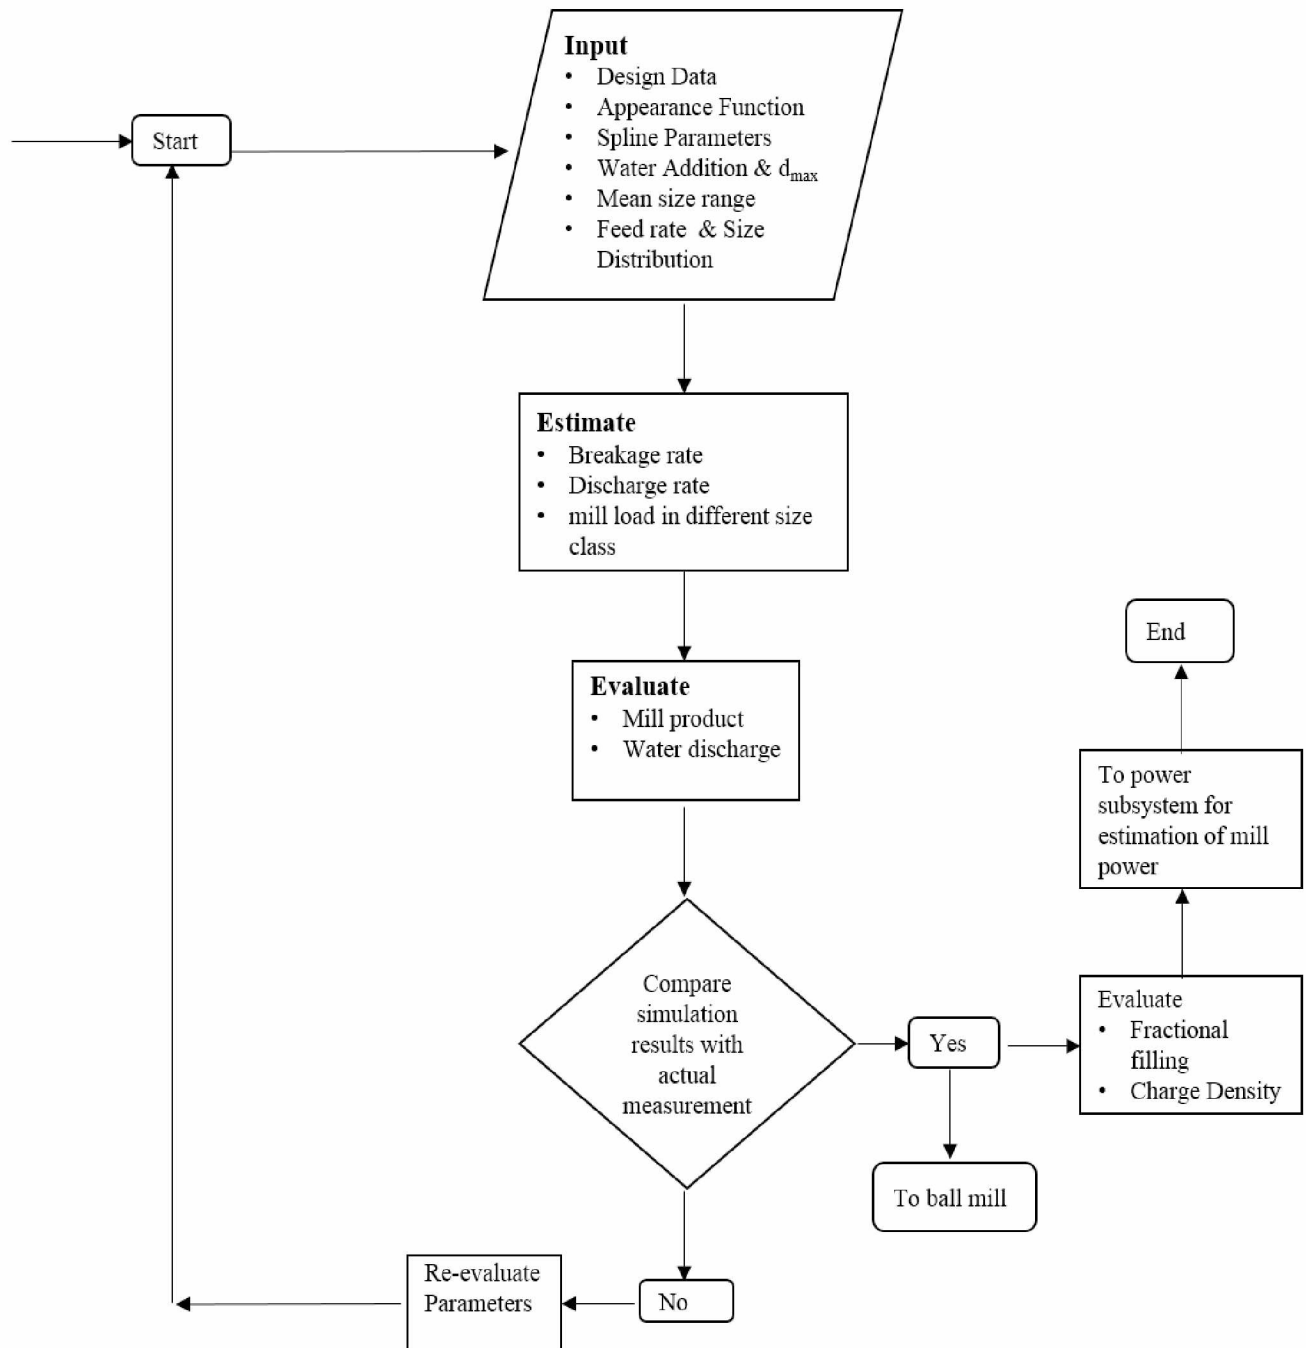 Input
• Design Data
• Appearance Function
Start
• Spline Parameters
• Water Addition & dmax
• Mean size range
• Feed rate & Size
Distribution
Estimate
• Breakage rate
• Discharge rate
• mill load in different size
class
Evaluate
• Mill product
• Water discharge
Compare
simulation
results with
actual
measurement
Yes
Evaluate
• Fractional
filling
• Charge Density
To power
subsystem for
estimation of mill
power
End
To ball mill
No
Re-evaluate
Parameters